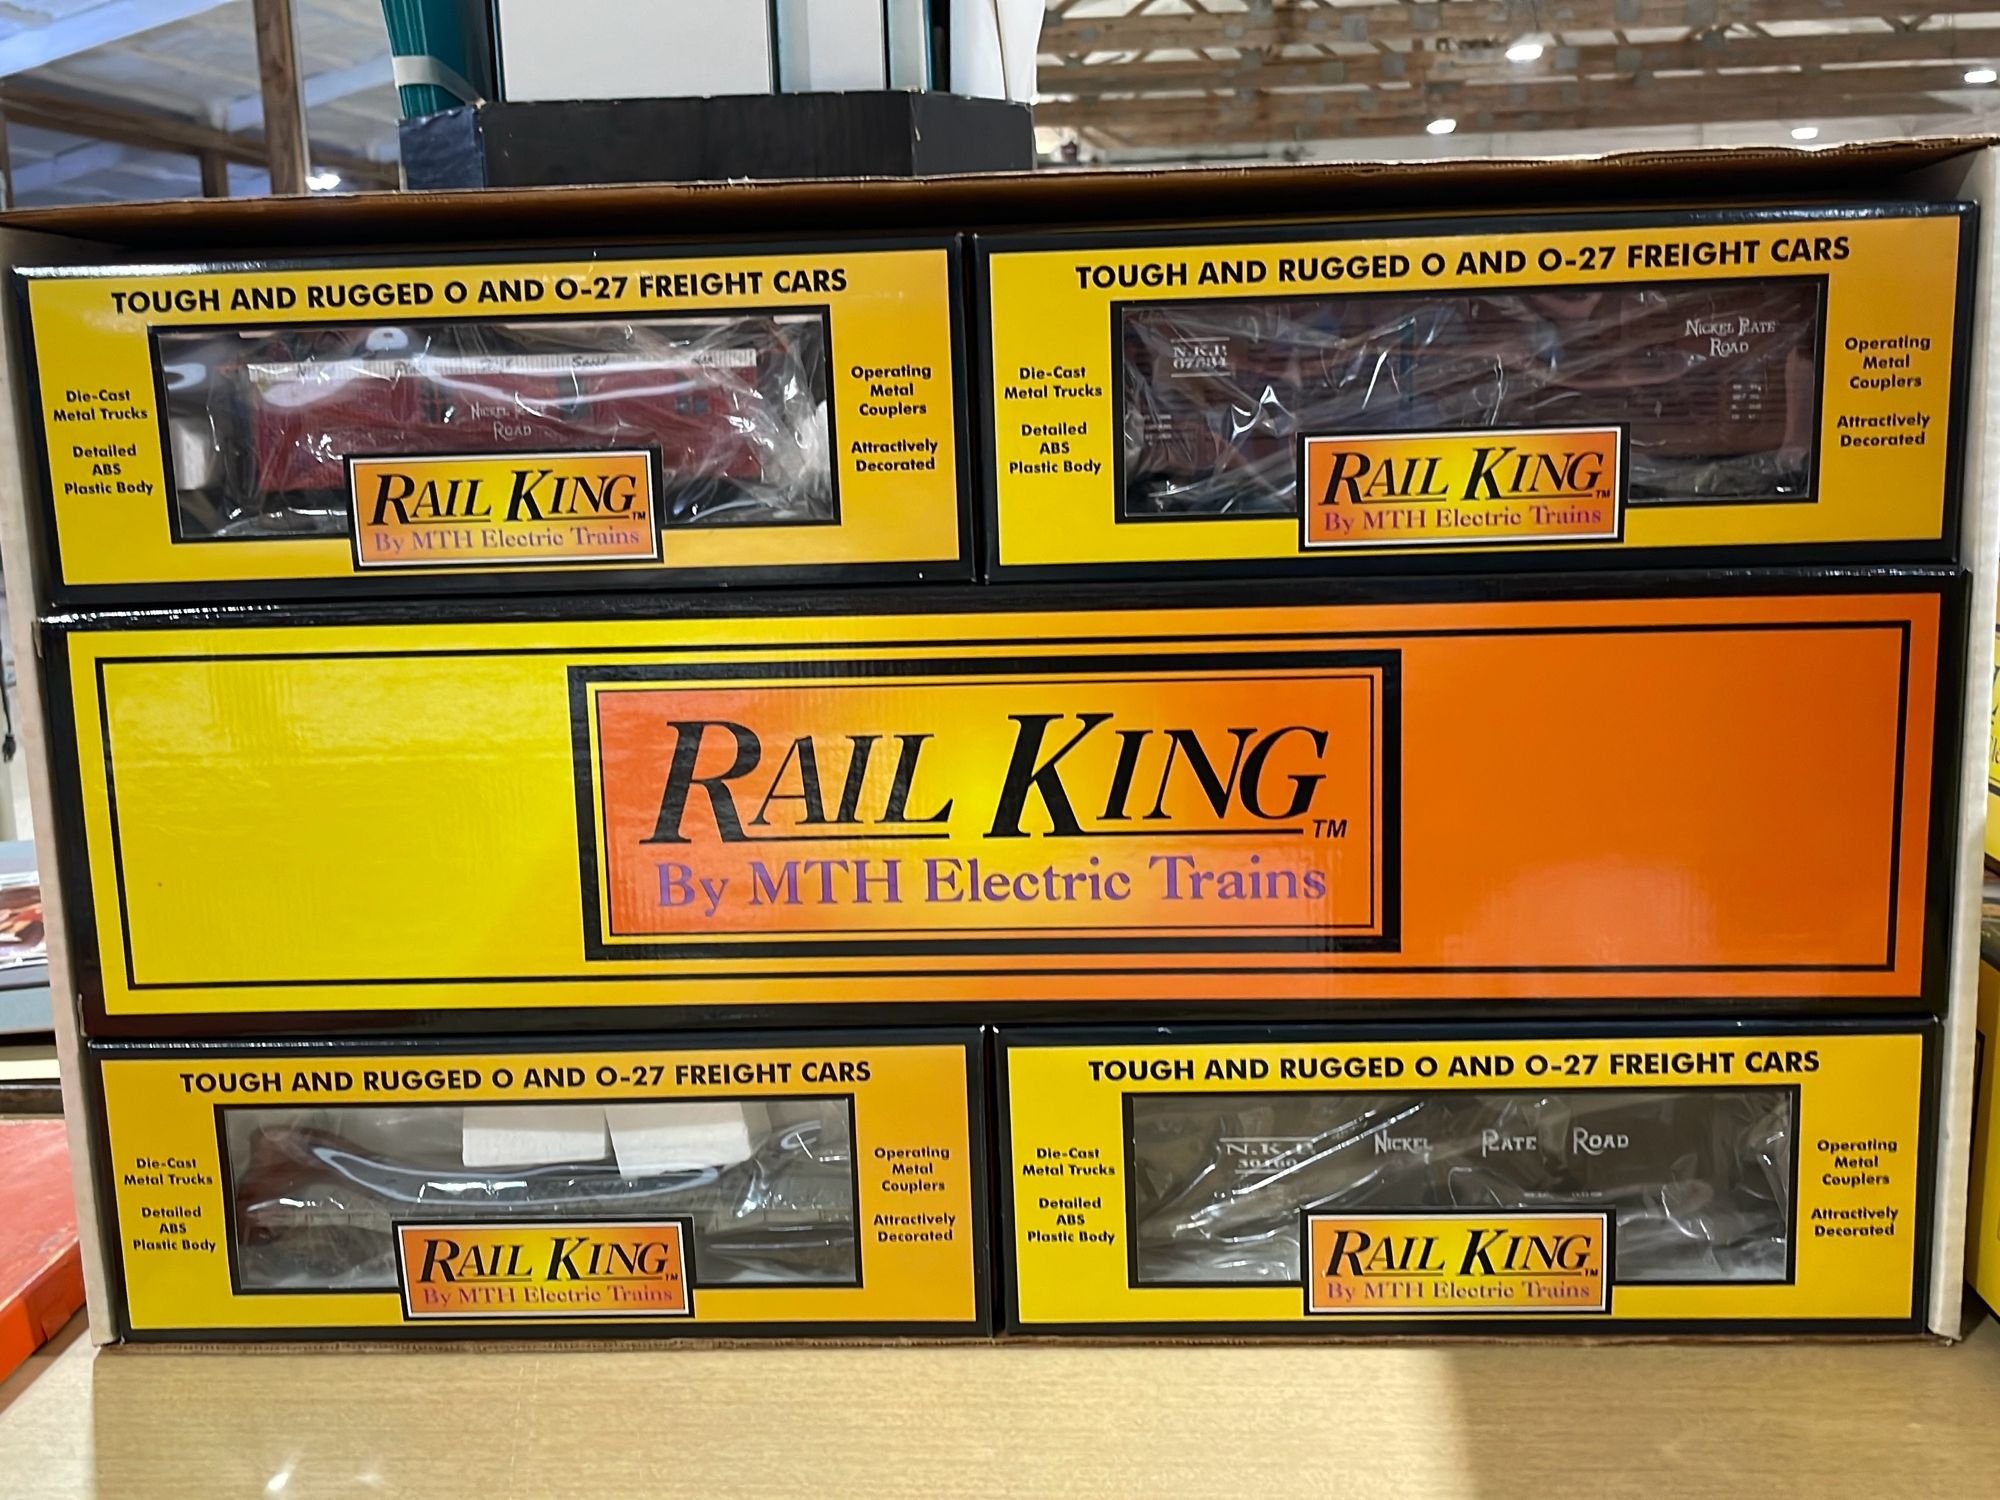 TOUGH AND RUGGED O AND O-27 FREIGHT CARS
Die-Cast
Metal Trucks
Detailed
ABS
Plastic Body
Operating
Metal
Couplers
Attractively
Decorated
NICKEL
ROAD
RAIL KING TM
By MTH Electric Trains
TOUGH AND RUGGED O AND O-27 FREIGHT CARS
Die-Cast
Metal Trucks
Detailed
ABS
Plastic Body
N.K.P.
NICKEL PLATE
ROAD
Operating
Metal
Couplers
Attractively
Decorated
RAIL KING TM
By MTH Electric Trains
RAIL KING TM
By MTH Electric Trains
TOUGH AND RUGGED O AND O-27 FREIGHT CARS
Die-Cast
Metal Trucks
Detailed
ABS
Plastic Body
Operating
Metal
Couplers
Attractively
Decorated
RAIL KING TM
By MTH Electric Trains
TOUGH AND RUGGED O AND O-27 FREIGHT CARS
Die-Cast
Metal Trucks
Detailed
ABS
Plastic Body
N.K.P. NICKEL PLATE ROAD
Operating
Metal
Couplers
Attractively
Decorated
RAIL KING TM
By MTH Electric Trains